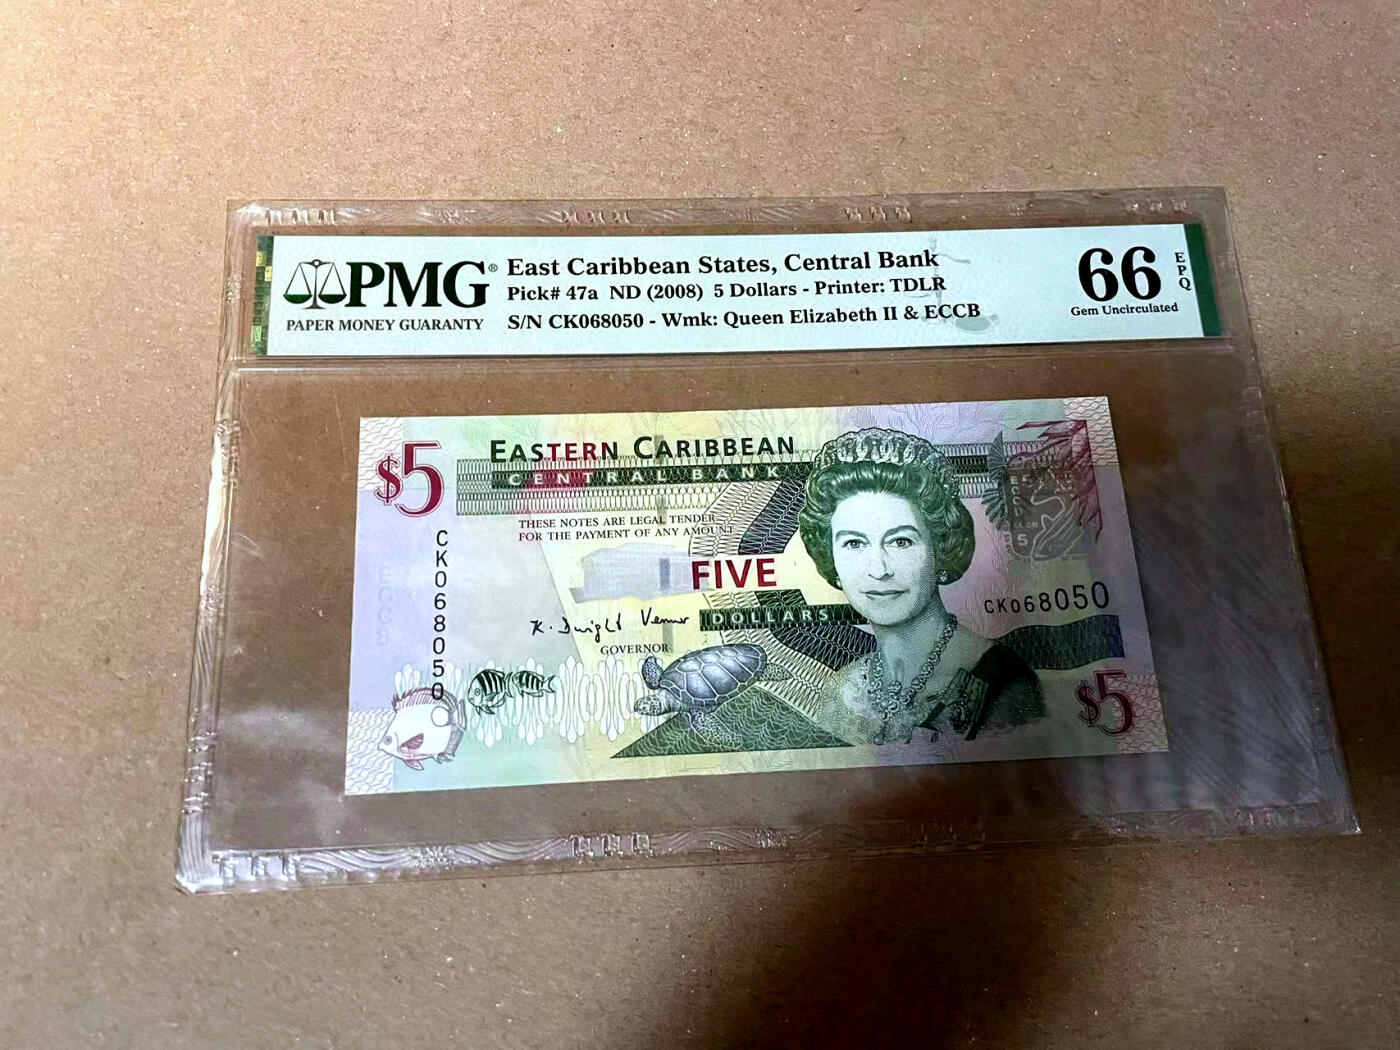 PMG®
PAPER MONEY GUARANTY
East Caribbean States, Central Bank
Pick# 47a ND (2008) 5 Dollars - Printer: TDLR
S/N CK068050 - Wmk: Queen Elizabeth II & ECCB
66
Gem Uncirculated
EPQ
$5
EASTERN CARIBBEAN
CENTRAL BANK
THESE NOTES ARE LEGAL TENDER
FOR THE PAYMENT OF ANY AMOUNT
FIVE
DOLLARS
K. Dwight Venner
GOVERNOR
CK068050
CK068050
$5